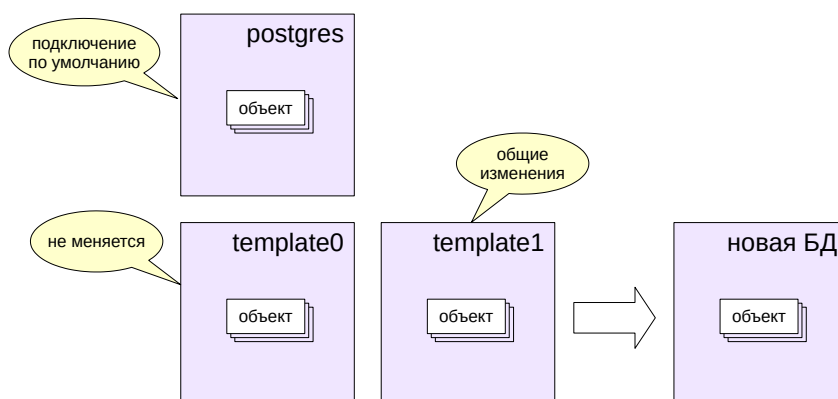 postgres
подключение
по умолчанию
объект
общие
изменения
не меняется
template0
template1
новая БД
объект
объект
объект